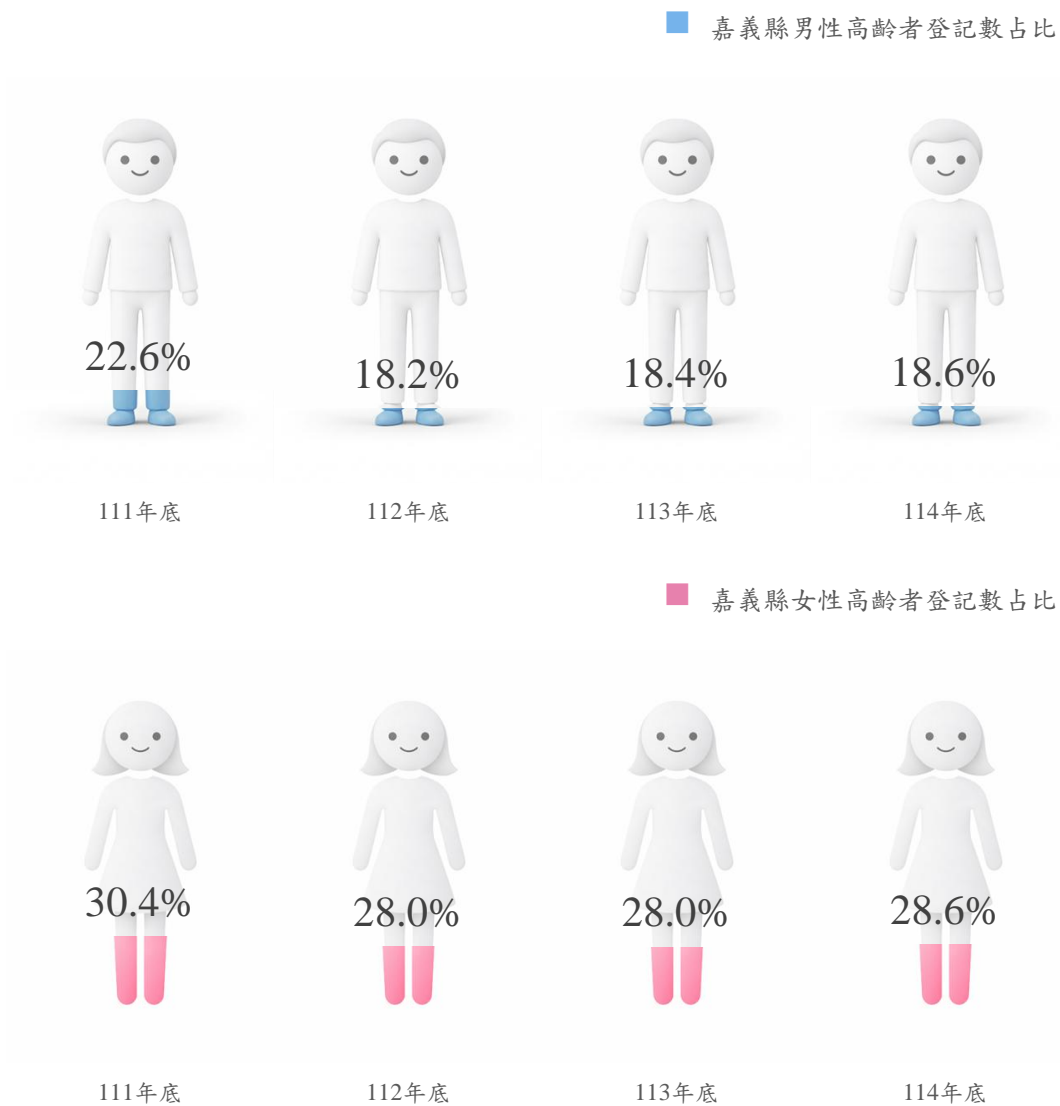 嘉義縣男性高齡者登記數占比
22.6%
18.2%
18.4%
18.6%
111年底
112年底
113年底
114年底
嘉義縣女性高齡者登記數占比
30.4%
28.0%
28.0%
28.6%
111年底
112年底
113年底
114年底